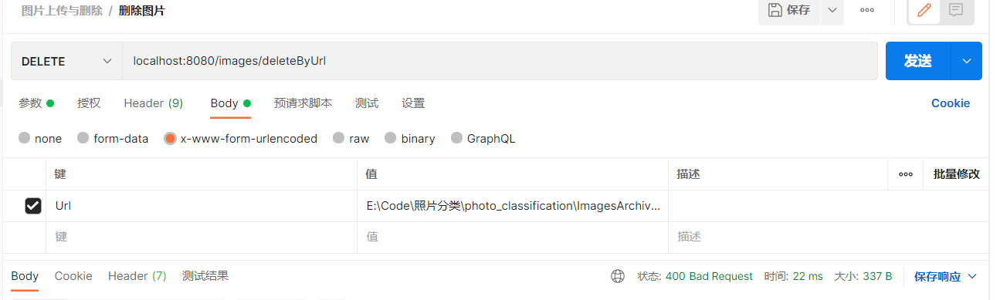 图片上传与删除 / 删除图片 保存
DELETE localhost:8080/images/deleteByUrl 发送
参数 授权 Header (9) Body 预请求脚本 测试 设置 Cookie
none form-data x-www-form-urlencoded raw binary GraphQL
键 值 描述 批量修改
Url E:\Code\照片分类\photo_classification\ImagesArchiv...
键 值 描述
Body Cookie Header (7) 测试结果 状态: 400 Bad Request 时间: 22 ms 大小: 337 B 保存响应